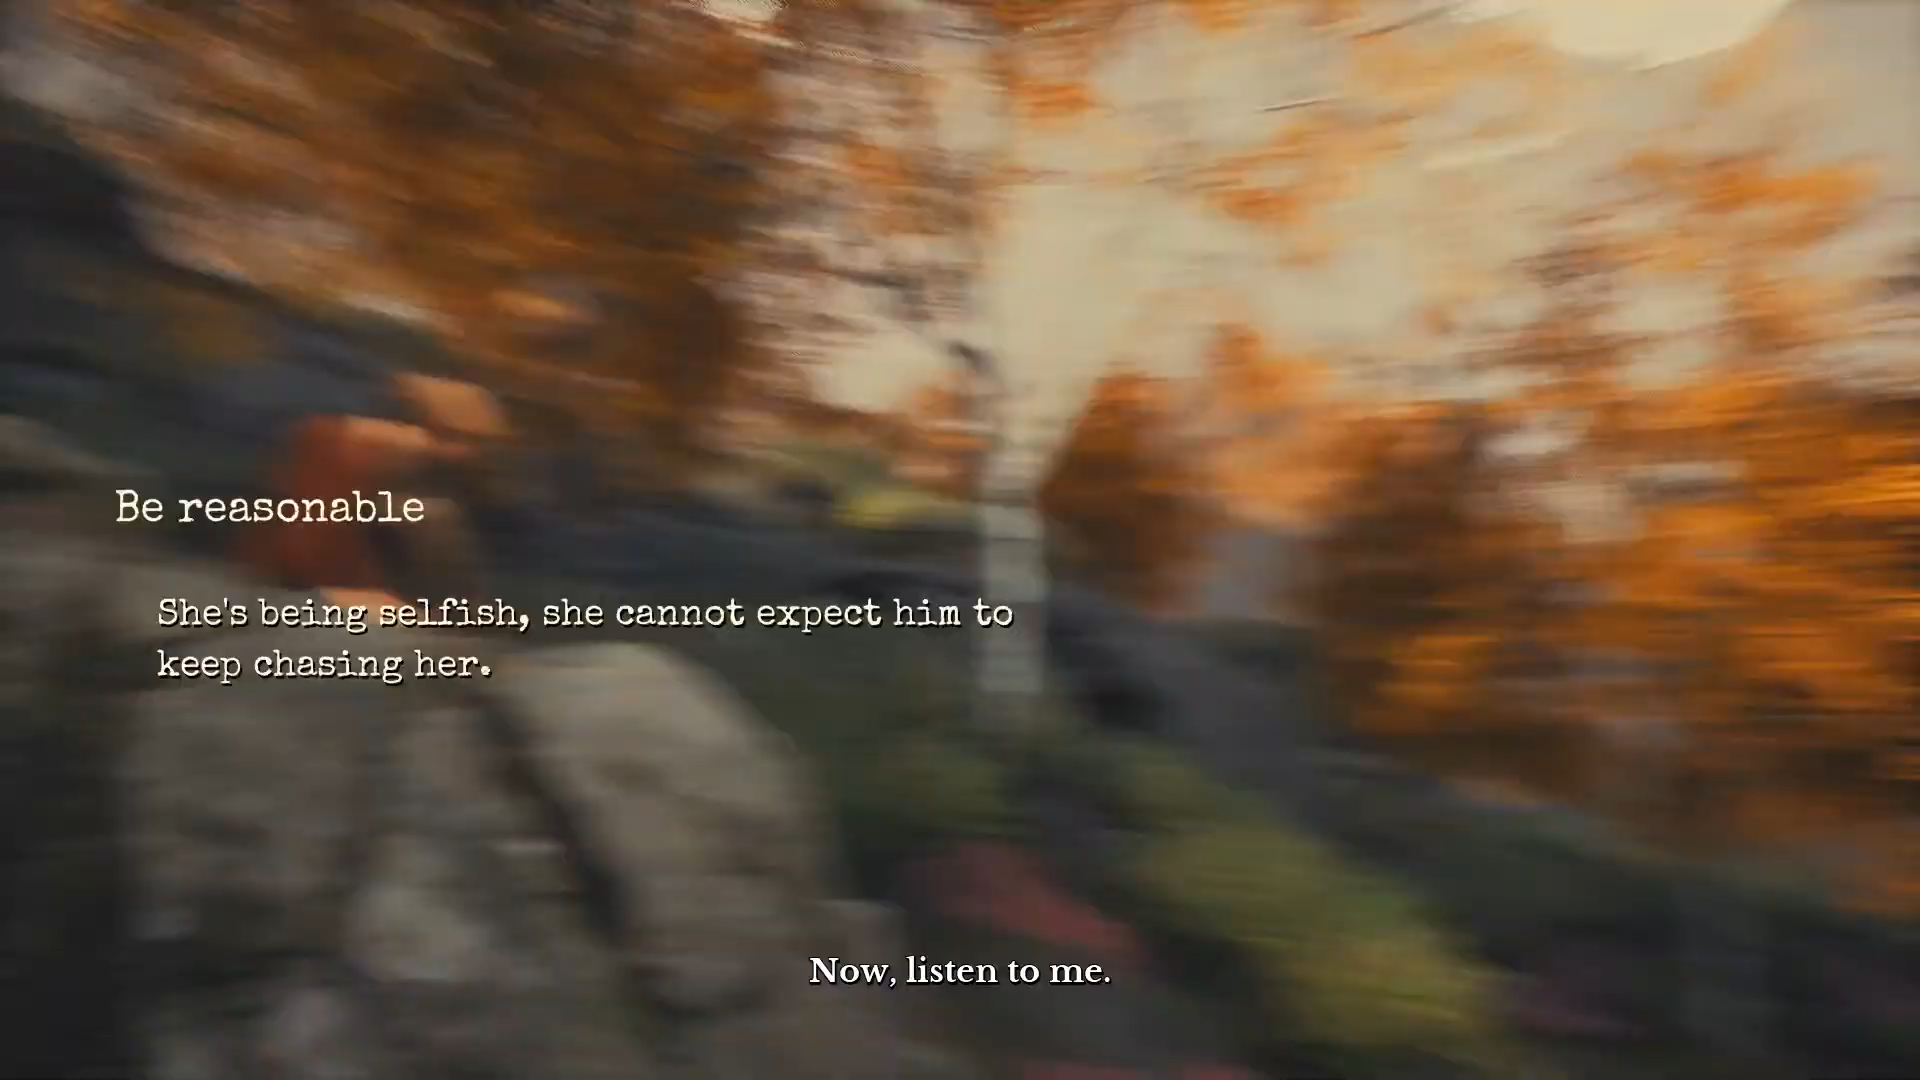 Be reasonable
She's being selfish, she cannot expect him to
keep chasing her.
Now, listen to me.